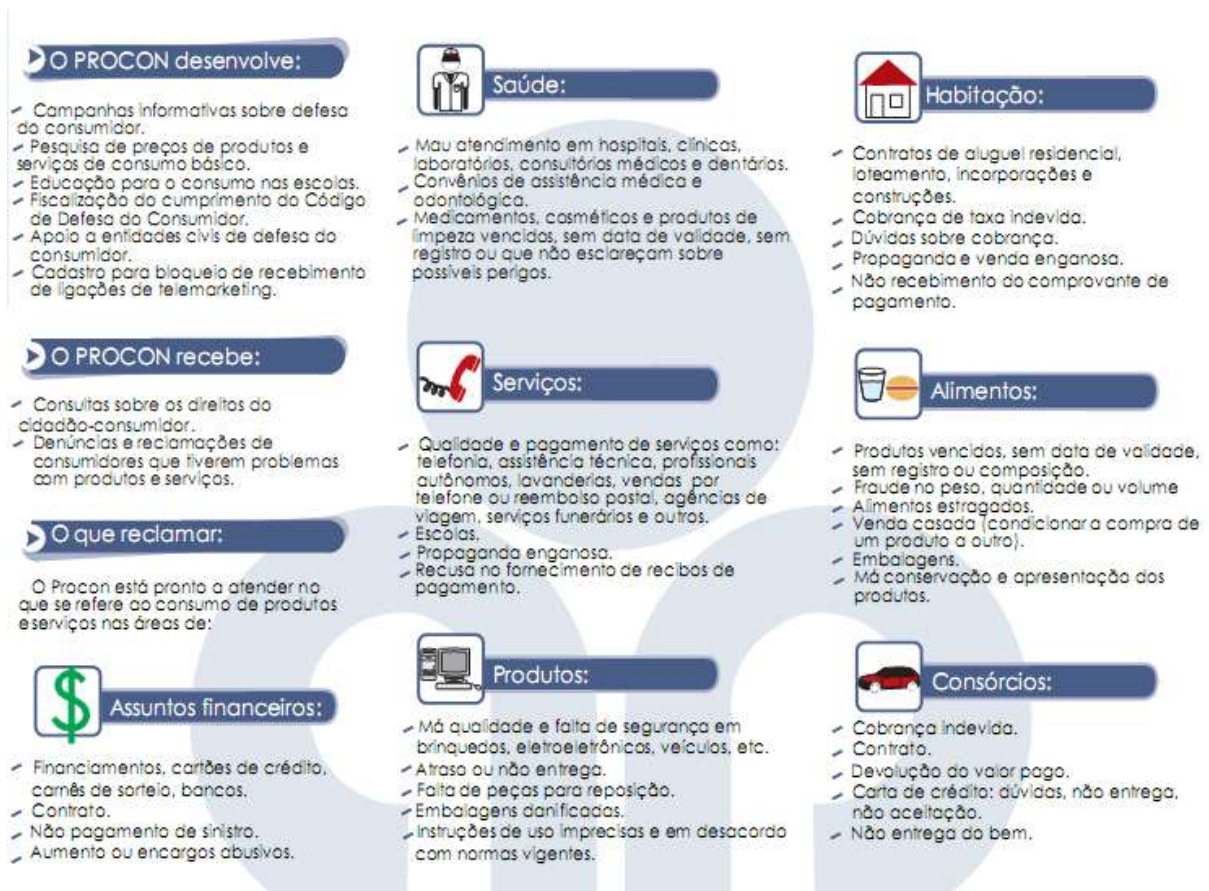 O PROCON desenvolve:
Campanhas informativas sobre defesa
do consumidor.
Pesquisa de preços de produtos e
serviços de consumo básico.
Educação para o consumo nas escolas.
Fiscalização do cumprimento do Código
de Defesa do Consumidor.
Apoio a entidades civis de defesa do
consumidor.
Cadastro para bloqueio de recebimento
de ligações de telemarketing.
O PROCON recebe:
Consultas sobre os direitos do
cidadão-consumidor.
Denúncias e reclamações de
consumidores que tiverem problemas
com produtos e serviços.
O que reclamar:
O Procon está pronto a atender no
que se refere ao consumo de produtos
eserviços nas áreas de:
$
Assuntos financeiros:
Financiamentos, cartões de crédito,
carnês de sorteio, bancos.
Contrato.
Não pagamento de sinistro.
Aumento ou encargos abusivos.
Saúde:
Mau atendimento em hospitais, clínicas,
laboratórios, consultórios médicos e dentários.
Convênios de assistência médica e
odontológica.
Medicamentos, cosméticos e produtos de
limpeza vencidos, sem data de validade, sem
registro ou que não esclareçam sobre
possíveis perigos.
Serviços:
Qualidade e pagamento de serviços como:
telefonia, assistência técnica, profissionais
autônomos, lavanderias, vendas por
telefone ou reembolso postal, agências de
viagem, serviços funerários e outros.
Escolas.
Propaganda enganosa.
Recusa no fornecimento de recibos de
pagamento.
Produtos:
Má qualidade e falta de segurança em
brinquedos, eletroeletrônicos, veículos, etc.
Atraso ou não entrega.
Falta de peças para reposição.
Embalagens danificadas.
Instruções de uso imprecisas e em desacordo
com normas vigentes.
Habitação:
Contratos de aluguel residencial,
loteamento, incorporações e
construções.
Cobrança de taxa indevida.
Dúvidas sobre cobrança.
Propaganda e venda enganosa.
Não recebimento do comprovante de
pagamento.
Alimentos:
Produtos vencidos, sem data de validade,
sem registro ou composição.
Fraude no peso, quantidade ou volume
Alimentos estragados.
Venda casada (condicionar a compra de
um produto a outro).
Embalagens.
Má conservação e apresentação dos
produtos.
Consórcios:
Cobrança indevida.
Contrato.
Devolução do valor pago.
Carta de crédito: dúvidas, não entrega,
não aceitação.
Não entrega do bem.